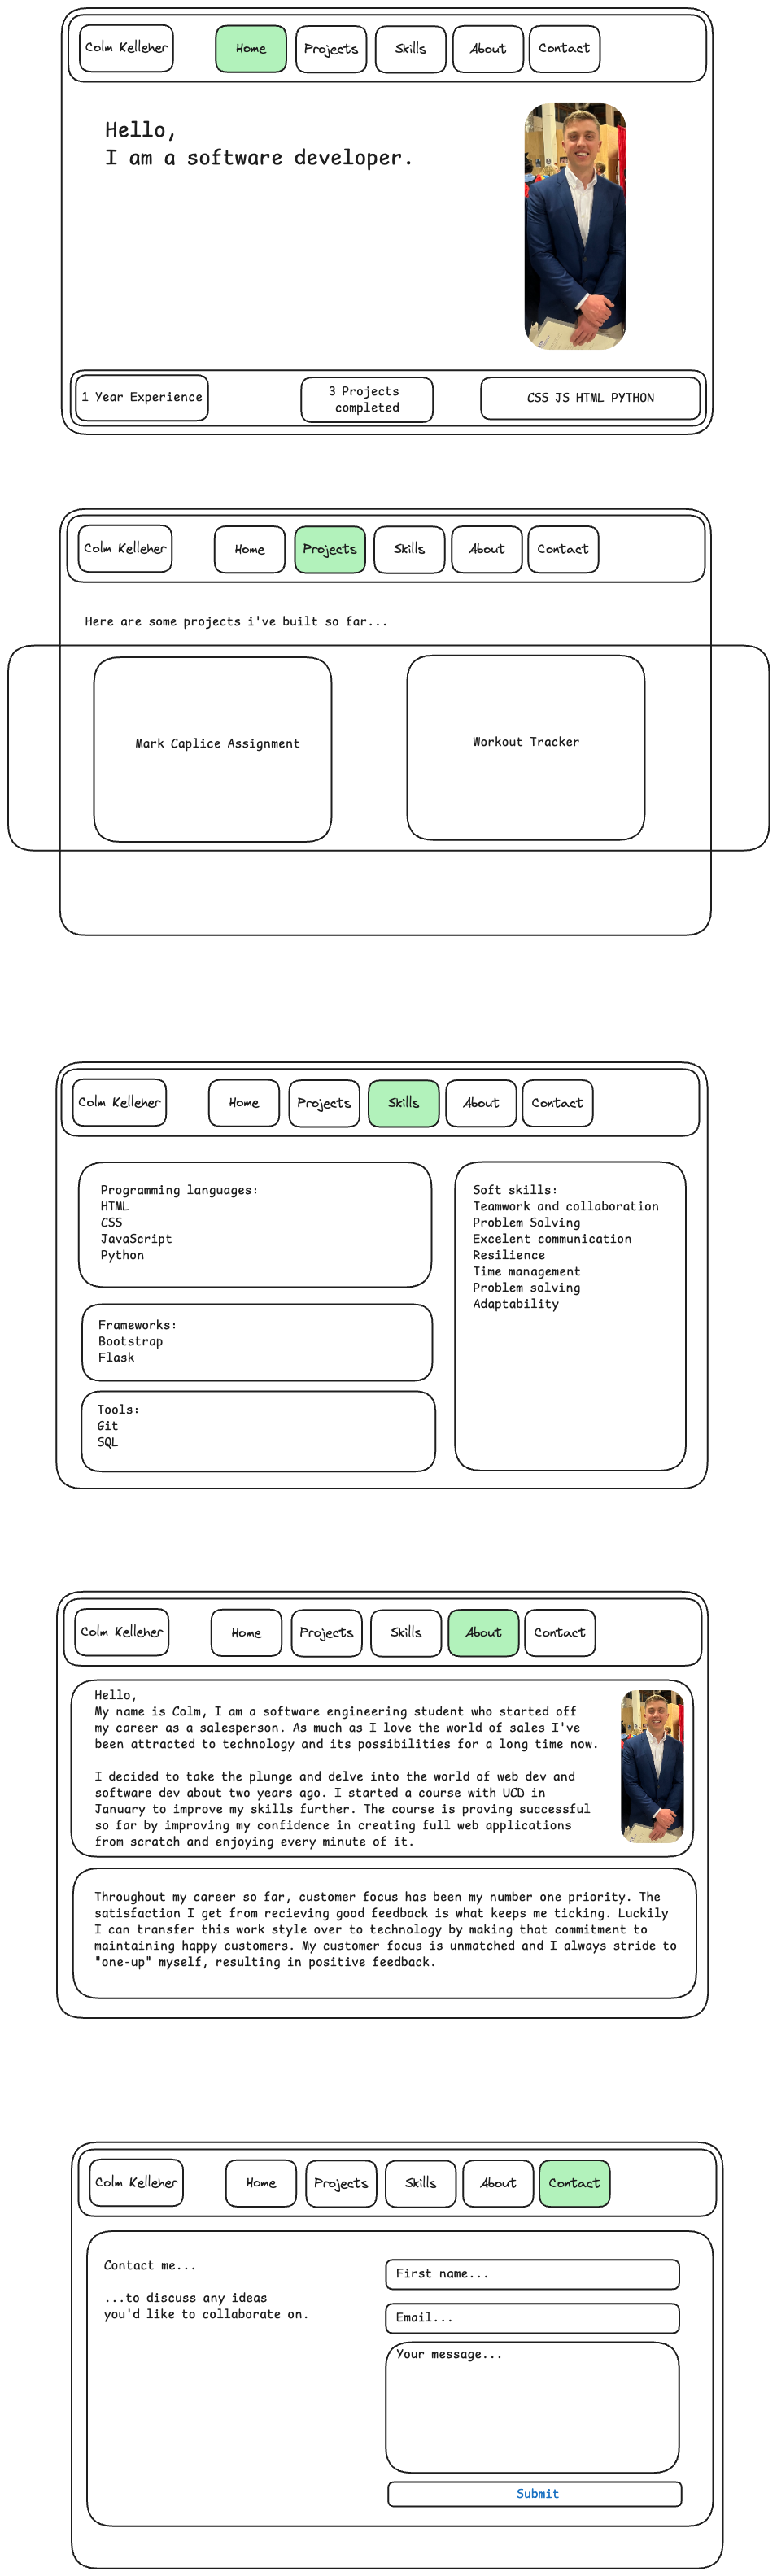 Colm Kelleher Home Projects Skills About Contact
Hello,
I am a software developer.
1 Year Experience
3 Projects
completed
CSS JS HTML PYTHON
Colm Kelleher Home Projects Skills About Contact
Here are some projects i've built so far...
Mark Caplice Assignment
Workout Tracker
Colm Kelleher Home Projects Skills About Contact
Programming languages:
HTML
CSS
JavaScript
Python
Frameworks:
Bootstrap
Flask
Tools:
Git
SQL
Soft skills:
Teamwork and collaboration
Problem Solving
Excelent communication
Resilience
Time management
Problem solving
Adaptability
Colm Kelleher Home Projects Skills About Contact
Hello,
My name is Colm, I am a software engineering student who started off
my career as a salesperson. As much as I love the world of sales I've
been attracted to technology and its possibilities for a long time now.
I decided to take the plunge and delve into the world of web dev and
software dev about two years ago. I started a course with UCD in
January to improve my skills further. The course is proving successful
so far by improving my confidence in creating full web applications
from scratch and enjoying every minute of it.
Throughout my career so far, customer focus has been my number one priority. The
satisfaction I get from recieving good feedback is what keeps me ticking. Luckily
I can transfer this work style over to technology by making that commitment to
maintaining happy customers. My customer focus is unmatched and I always stride to
"one-up" myself, resulting in positive feedback.
Colm Kelleher Home Projects Skills About Contact
Contact me...
...to discuss any ideas
you'd like to collaborate on.
First name...
Email...
Your message...
Submit